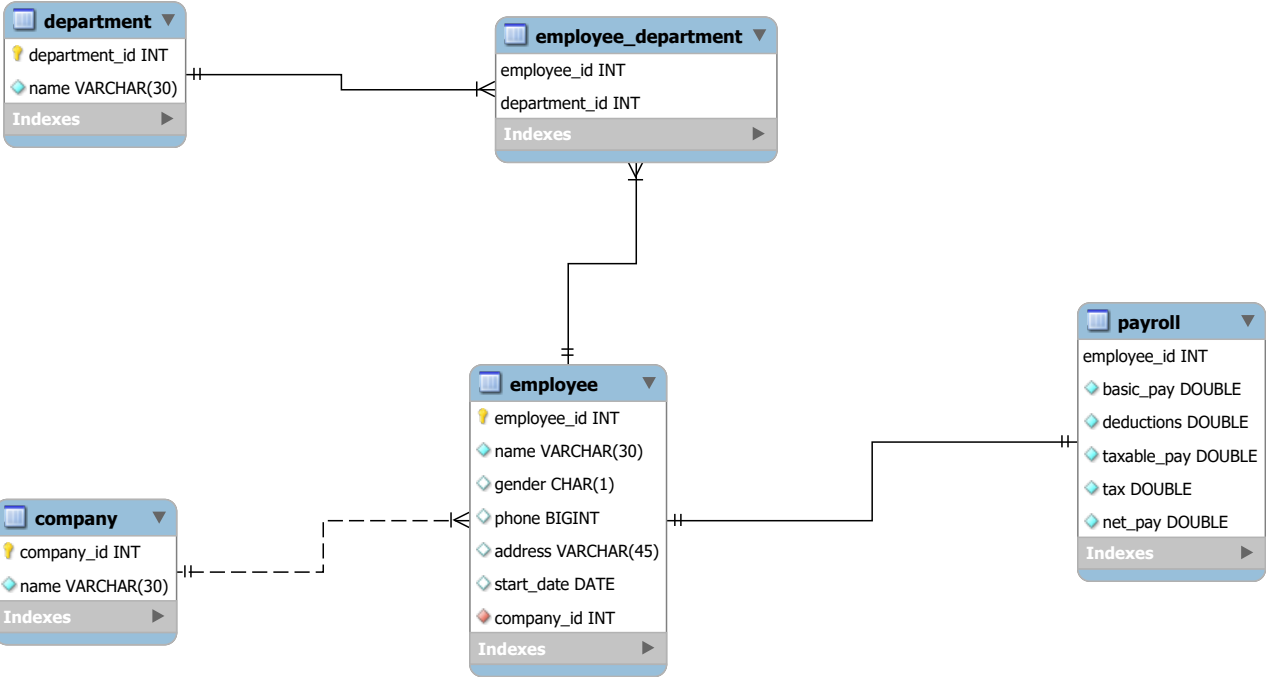 department
department_id INT
name VARCHAR(30)
Indexes
employee_department
employee_id INT
department_id INT
Indexes
employee
employee_id INT
name VARCHAR(30)
gender CHAR(1)
phone BIGINT
address VARCHAR(45)
start_date DATE
company_id INT
Indexes
payroll
employee_id INT
basic_pay DOUBLE
deductions DOUBLE
taxable_pay DOUBLE
tax DOUBLE
net_pay DOUBLE
Indexes
company
company_id INT
name VARCHAR(30)
Indexes